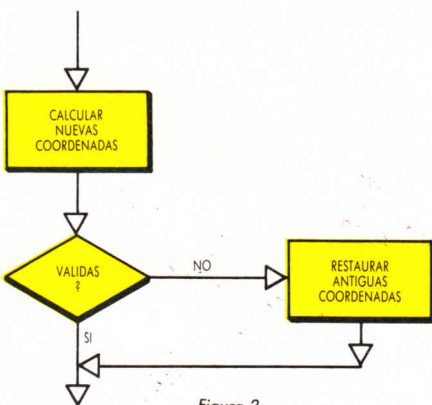 CALCULAR
NUEVAS
COORDENADAS
VALIDAS
?
NO
RESTAURAR
ANTIGUAS
COORDENADAS
SI
Figura 2